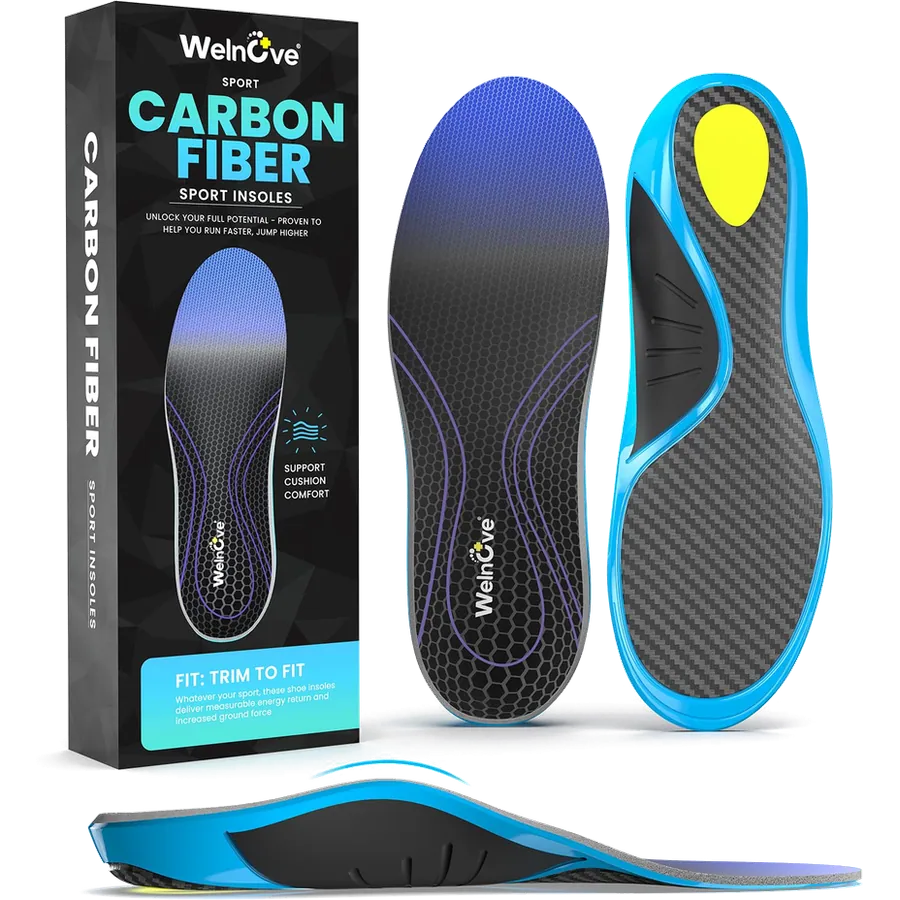 WelnOve®
SPORT
CARBON
FIBER
SPORT INSOLES
UNLOCK YOUR FULL POTENTIAL - PROVEN TO
HELP YOU RUN FASTER, JUMP HIGHER
WelnOve
SUPPORT
CUSHION
COMFORT
FIT: TRIM TO FIT
Whatever your sport, these shoe insoles
deliver measurable energy return and
increased ground force
CARBON FIBER SPORT INSOLES
WelnOve®